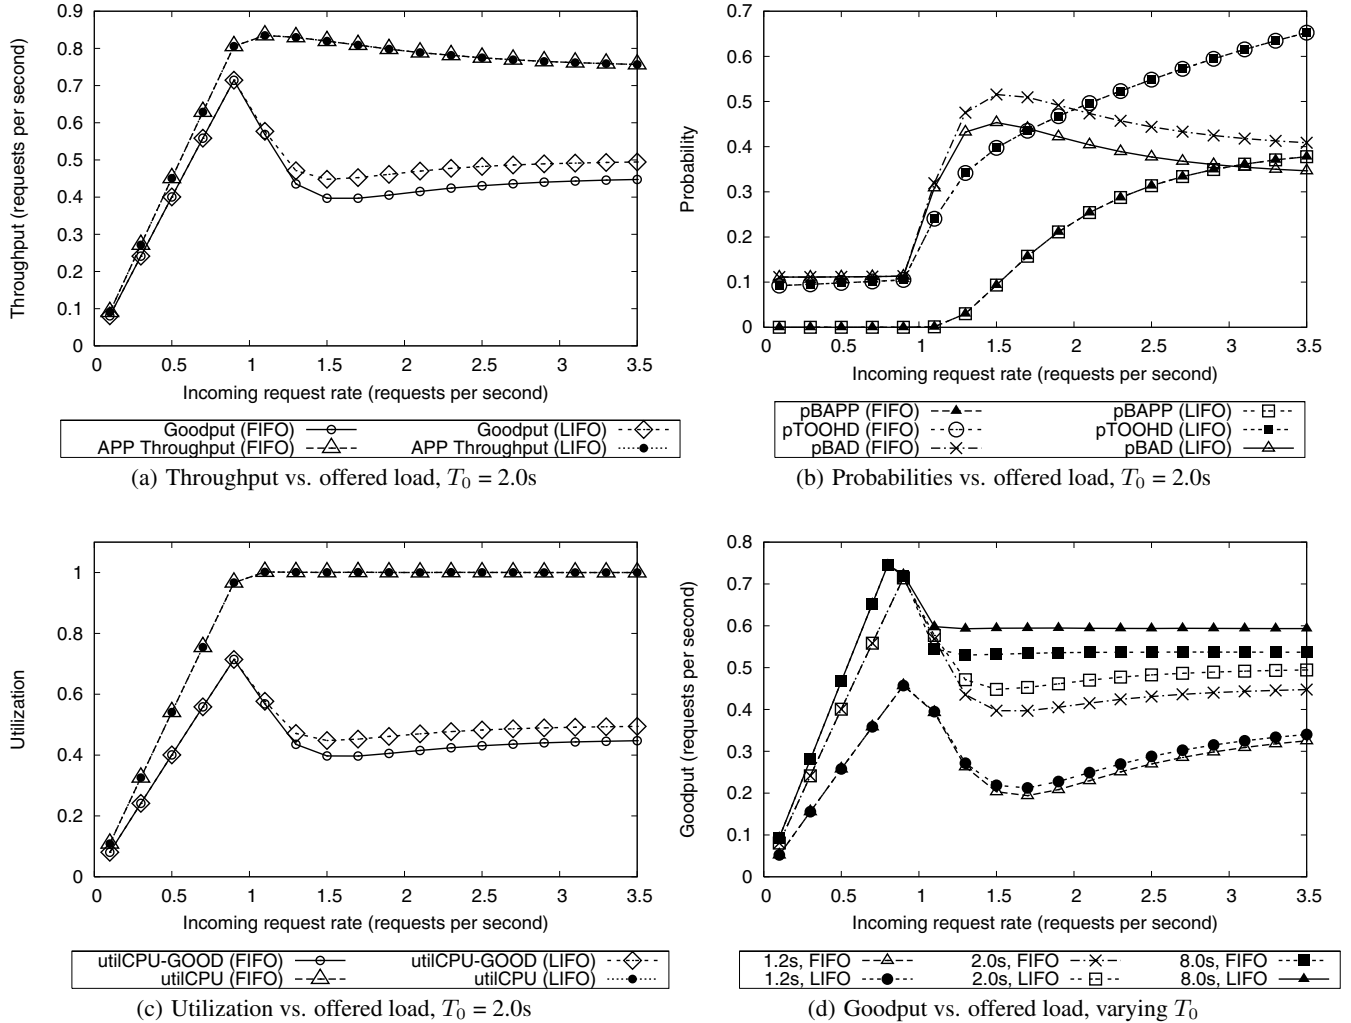 0.9
0.8
0.7
0.6
0.5
0.4
0.3
0.2
0.1
0
0 0.5 1 1.5 2 2.5 3 3.5
Throughput (requests per second)
Incoming request rate (requests per second)
Goodput (FIFO) Goodput (LIFO)
APP Throughput (FIFO) APP Throughput (LIFO)
(a) Throughput vs. offered load, T0 = 2.0s
0.7
0.6
0.5
0.4
0.3
0.2
0.1
0
0 0.5 1 1.5 2 2.5 3 3.5
Probability
Incoming request rate (requests per second)
pBAPP (FIFO) pBAPP (LIFO)
pTOOHD (FIFO) pTOOHD (LIFO)
pBAD (FIFO) pBAD (LIFO)
(b) Probabilities vs. offered load, T0 = 2.0s
1
0.8
0.6
0.4
0.2
0
0 0.5 1 1.5 2 2.5 3 3.5
Utilization
Incoming request rate (requests per second)
utilCPU-GOOD (FIFO) utilCPU-GOOD (LIFO)
utilCPU (FIFO) utilCPU (LIFO)
(c) Utilization vs. offered load, T0 = 2.0s
0.8
0.7
0.6
0.5
0.4
0.3
0.2
0.1
0
0 0.5 1 1.5 2 2.5 3 3.5
Goodput (requests per second)
Incoming request rate (requests per second)
1.2s, FIFO 2.0s, FIFO 8.0s, FIFO
1.2s, LIFO 2.0s, LIFO 8.0s, LIFO
(d) Goodput vs. offered load, varying T0